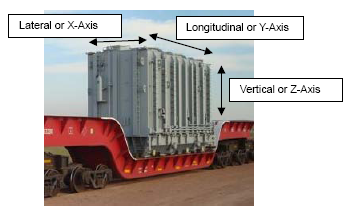 Lateral or X-Axis
Longitudinal or Y-Axis
Vertical or Z-Axis